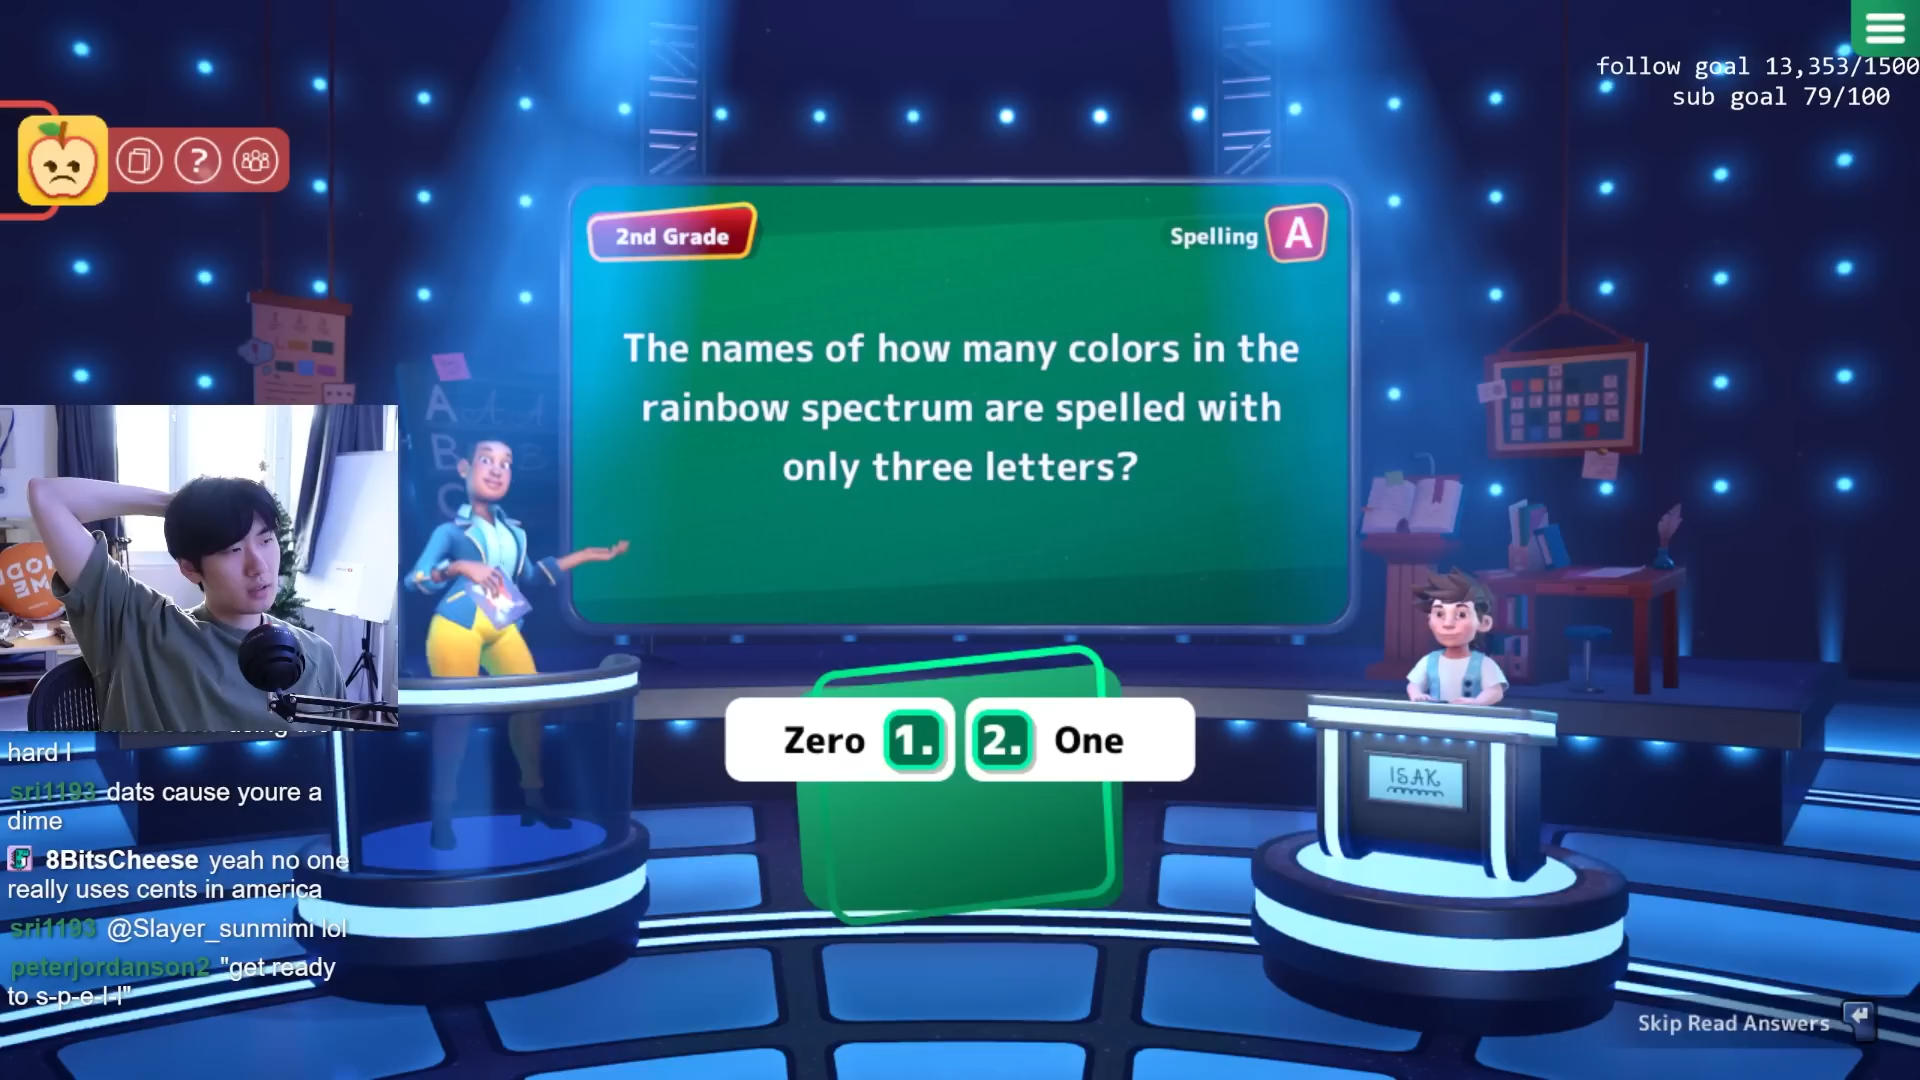 follow goal 13,353/1500
sub goal 79/100
?
2nd Grade
Spelling A
The names of how many colors in the
rainbow spectrum are spelled with
only three letters?
A
B
C
Zero 1. 2. One
ISAK
hard I
sri1193 dats cause youre a
dime
8BitsCheese yeah no one
really uses cents in america
sri1193 @Slayer_sunmimi lol
peterjordanson2 "get ready
to s-p-e-l-l"
Skip Read Answers